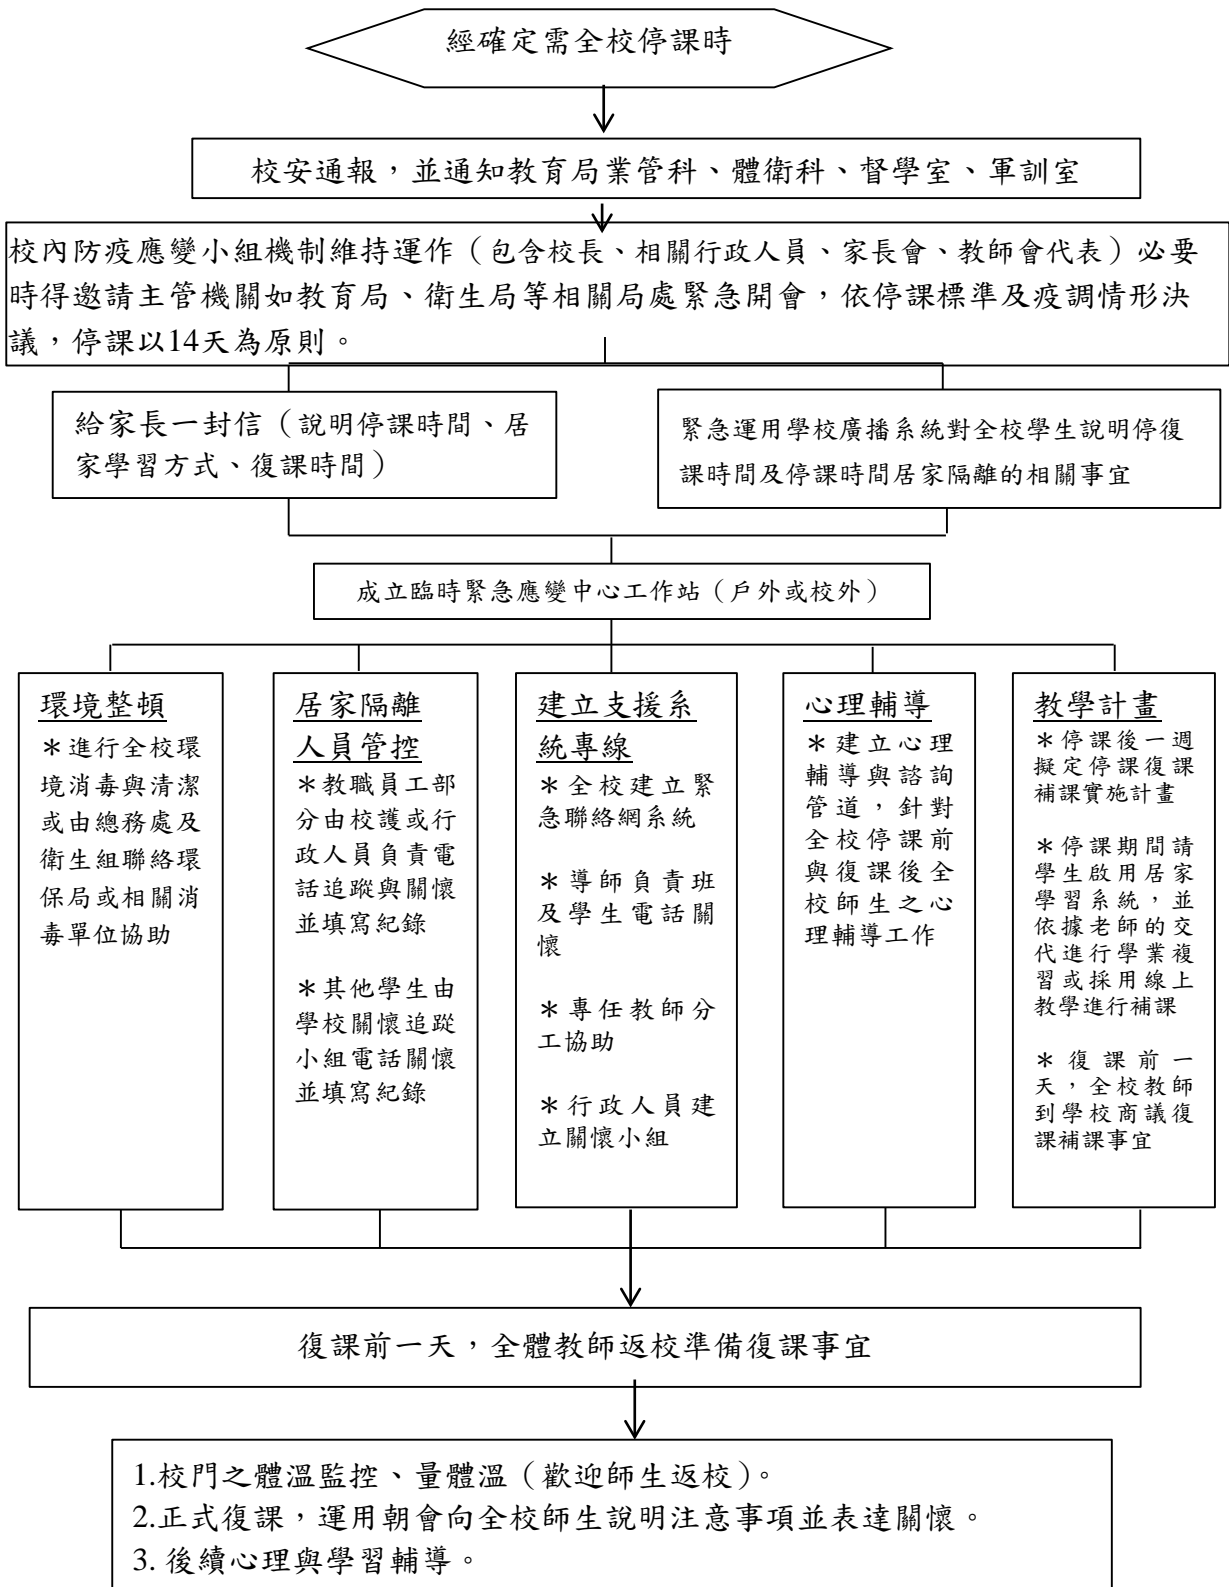 經確定需全校停課時
校安通報，並通知教育局業管科、體衛科、督學室、軍訓室
校內防疫應變小組機制維持運作（包含校長、相關行政人員、家長會、教師會代表）必要
時得邀請主管機關如教育局、衛生局等相關局處緊急開會，依停課標準及疫調情形決
議，停課以14天為原則。
給家長一封信（說明停課時間、居
家學習方式、復課時間）
緊急運用學校廣播系統對全校學生說明停復
課時間及停課時間居家隔離的相關事宜
成立臨時緊急應變中心工作站（戶外或校外）
環境整頓
＊進行全校環
境消毒與清潔
或由總務處及
衛生組聯絡環
保局或相關消
毒單位協助
居家隔離
人員管控
＊教職員工部
分由校護或行
政人員負責電
話追蹤與關懷
並填寫紀錄
＊其他學生由
學校關懷追蹤
小組電話關懷
並填寫紀錄
建立支援系
統專線
＊全校建立緊
急聯絡網系統
＊導師負責班
及學生電話關
懷
＊專任教師分
工協助
＊行政人員建
立關懷小組
心理輔導
＊建立心理
輔導與諮詢
管道，針對
全校停課前
與復課後全
校師生之心
理輔導工作
教學計畫
＊停課後一週
擬定停課復課
補課實施計畫
＊停課期間請
學生啟用居家
學習系統，並
依據老師的交
代進行學業複
習或採用線上
教學進行補課
＊復課前一
天，全校教師
到學校商議復
課補課事宜
復課前一天，全體教師返校準備復課事宜
1.校門之體溫監控、量體溫（歡迎師生返校）。
2.正式復課，運用朝會向全校師生說明注意事項並表達關懷。
3. 後續心理與學習輔導。